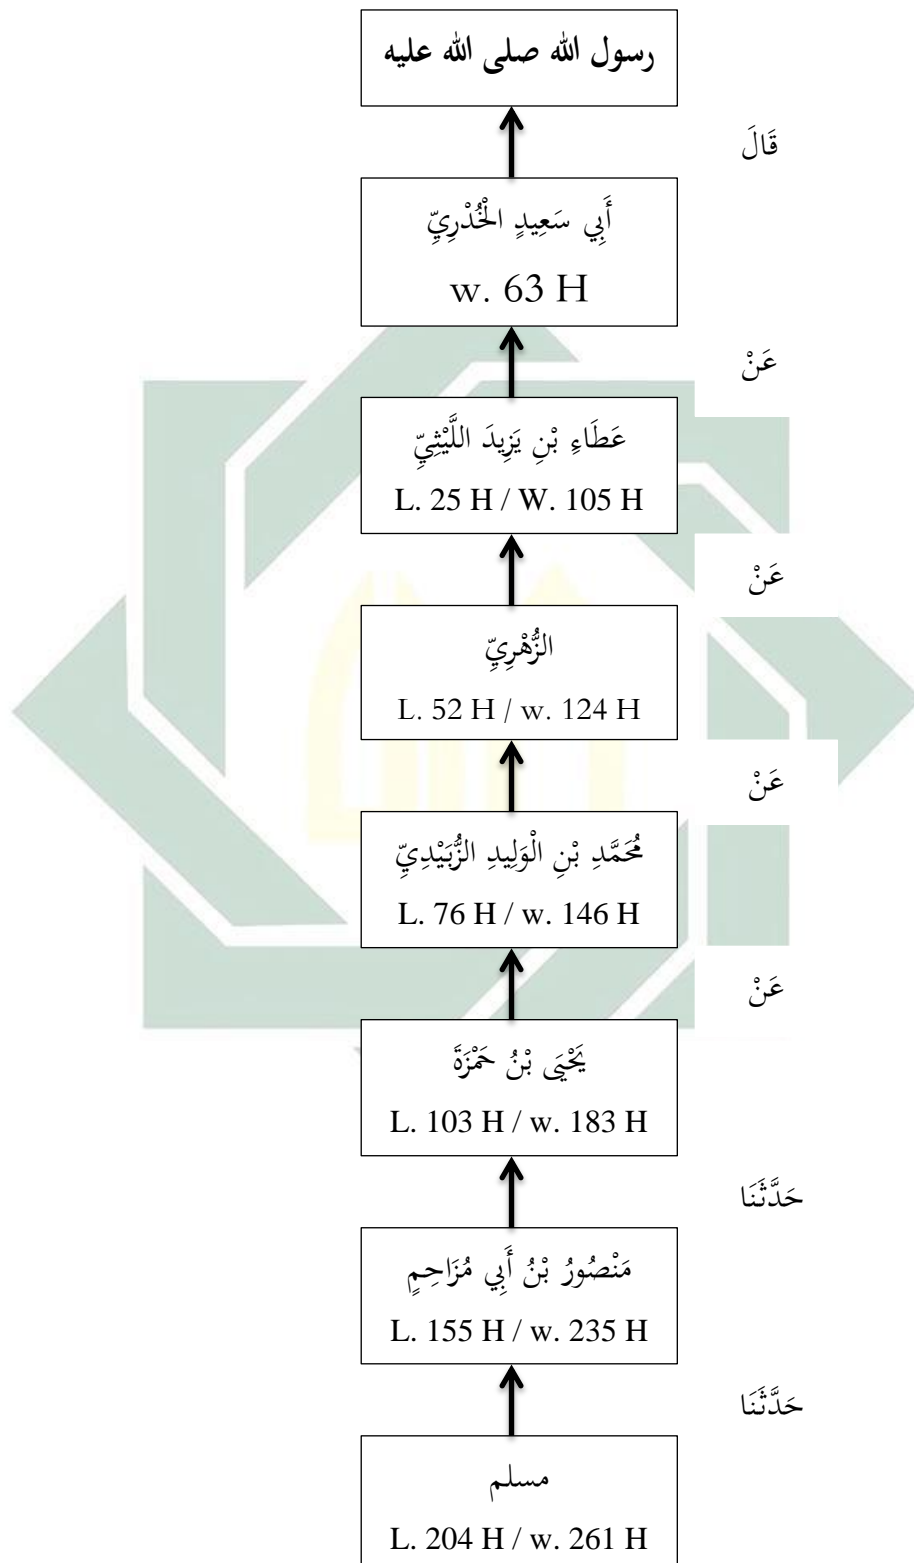 رسول الله صلى الله عليه
قَالَ
أَبِي سَعِيدٍ الْخُدْرِيِّ
w. 63 H
عَنْ
عَطَاءِ بْنِ يَزِيدَ اللَّيْثِيِّ
L. 25 H / W. 105 H
عَنْ
الزُّهْرِيِّ
L. 52 H / w. 124 H
عَنْ
مُحَمَّدِ بْنِ الْوَلِيدِ الزُّبَيْدِيِّ
L. 76 H / w. 146 H
عَنْ
يَحْيَى بْنُ حَمْزَةَ
L. 103 H / w. 183 H
حَدَّثَنَا
مَنْصُورُ بْنُ أَبِي مُزَاحِمٍ
L. 155 H / w. 235 H
حَدَّثَنَا
مسلم
L. 204 H / w. 261 H